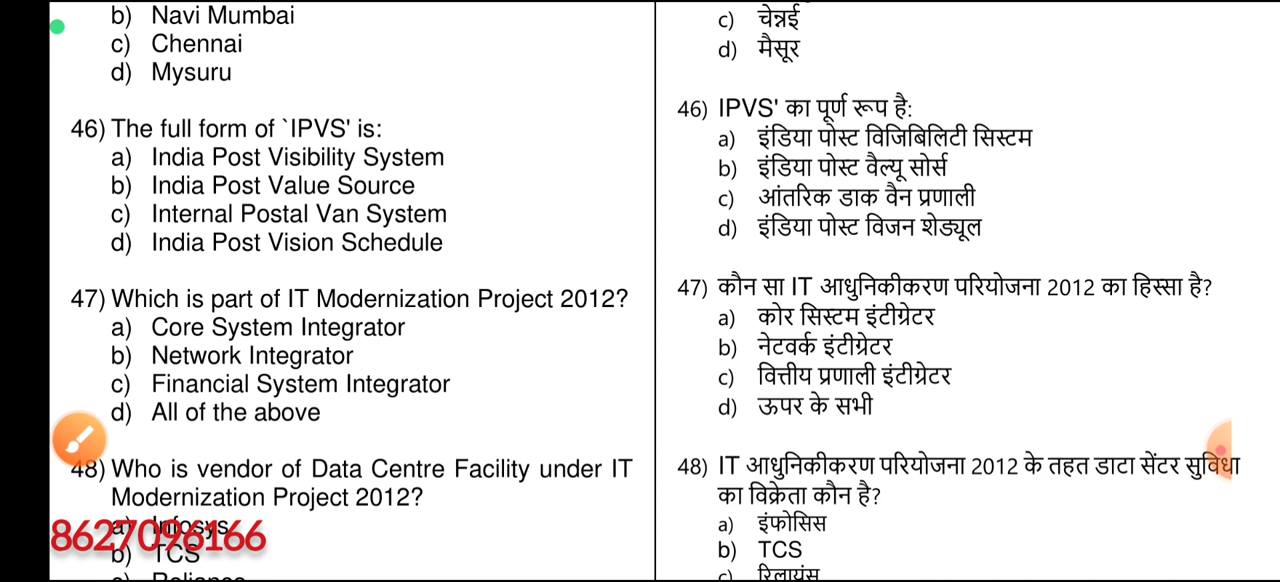 b) Navi Mumbai
c) Chennai
d) Mysuru
46) The full form of `IPVS' is:
a) India Post Visibility System
b) India Post Value Source
c) Internal Postal Van System
d) India Post Vision Schedule
47) Which is part of IT Modernization Project 2012?
a) Core System Integrator
b) Network Integrator
c) Financial System Integrator
d) All of the above
48) Who is vendor of Data Centre Facility under IT
Modernization Project 2012?
a) Infosys
8627096166
b) TCS
c) Reliance
c) चेन्नई
d) मैसूर
46) IPVS' का पूर्ण रूप है:
a) इंडिया पोस्ट विजिबिलिटी सिस्टम
b) इंडिया पोस्ट वैल्यू सोर्स
c) आंतरिक डाक वैन प्रणाली
d) इंडिया पोस्ट विजन शेड्यूल
47) कौन सा IT आधुनिकीकरण परियोजना 2012 का हिस्सा है?
a) कोर सिस्टम इंटीग्रेटर
b) नेटवर्क इंटीग्रेटर
c) वित्तीय प्रणाली इंटीग्रेटर
d) ऊपर के सभी
48) IT आधुनिकीकरण परियोजना 2012 के तहत डाटा सेंटर सुविधा
का विक्रेता कौन है?
a) इंफोसिस
b) TCS
c) रिलायंस